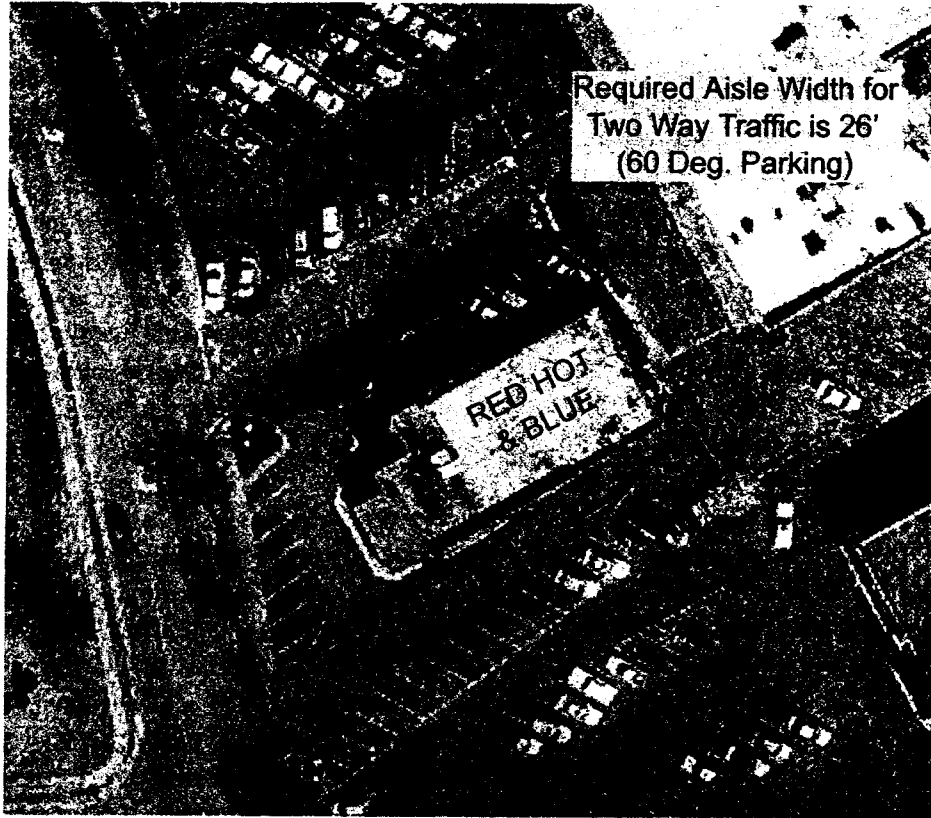 Required Aisle Width for
Two Way Traffic is 26'
(60 Deg. Parking)
RED HOT
& BLUE